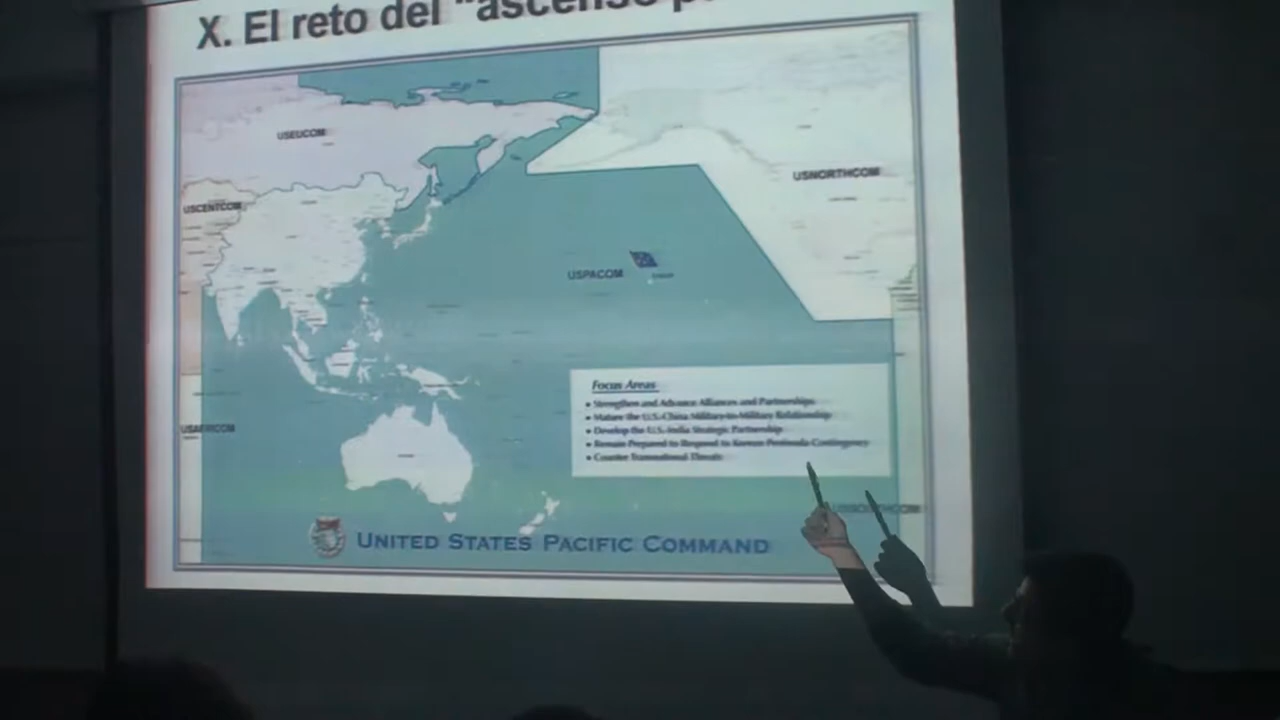 X. El reto del "ascenso
USEUCOM
USNORTHCOM
USCENTCOM
USPACOM
Focus Areas
• Strengthen and Advance Alliances and Partnerships
• Mature the U.S.-China Military-to-Military Relationship
• Develop the U.S.-India Strategic Partnership
• Remain Prepared to Respond to Korean Peninsula Contingency
• Counter Transnational Threats
USAFRICOM
UNITED STATES PACIFIC COMMAND